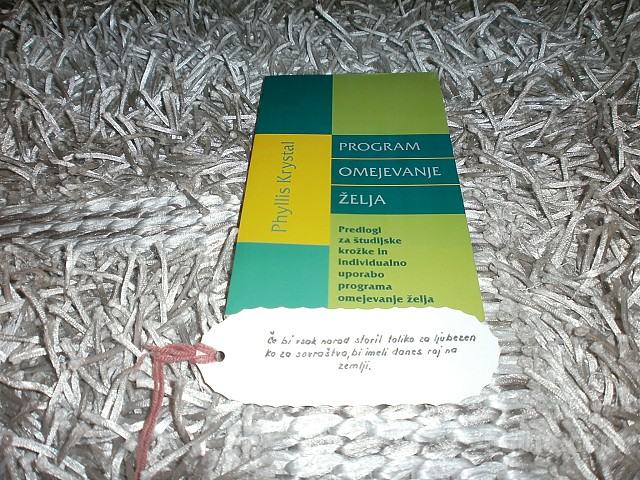 Phyllis Krystal
PROGRAM
OMEJEVANJE
ŽELJA
Predlogi
za študijske
krožke in
individualno
uporabo
programa
omejevanje želja
Če bi vsak narod storil toliko za ljubezen
ko za sovraštvo, bi imeli danes raj na
zemlji.